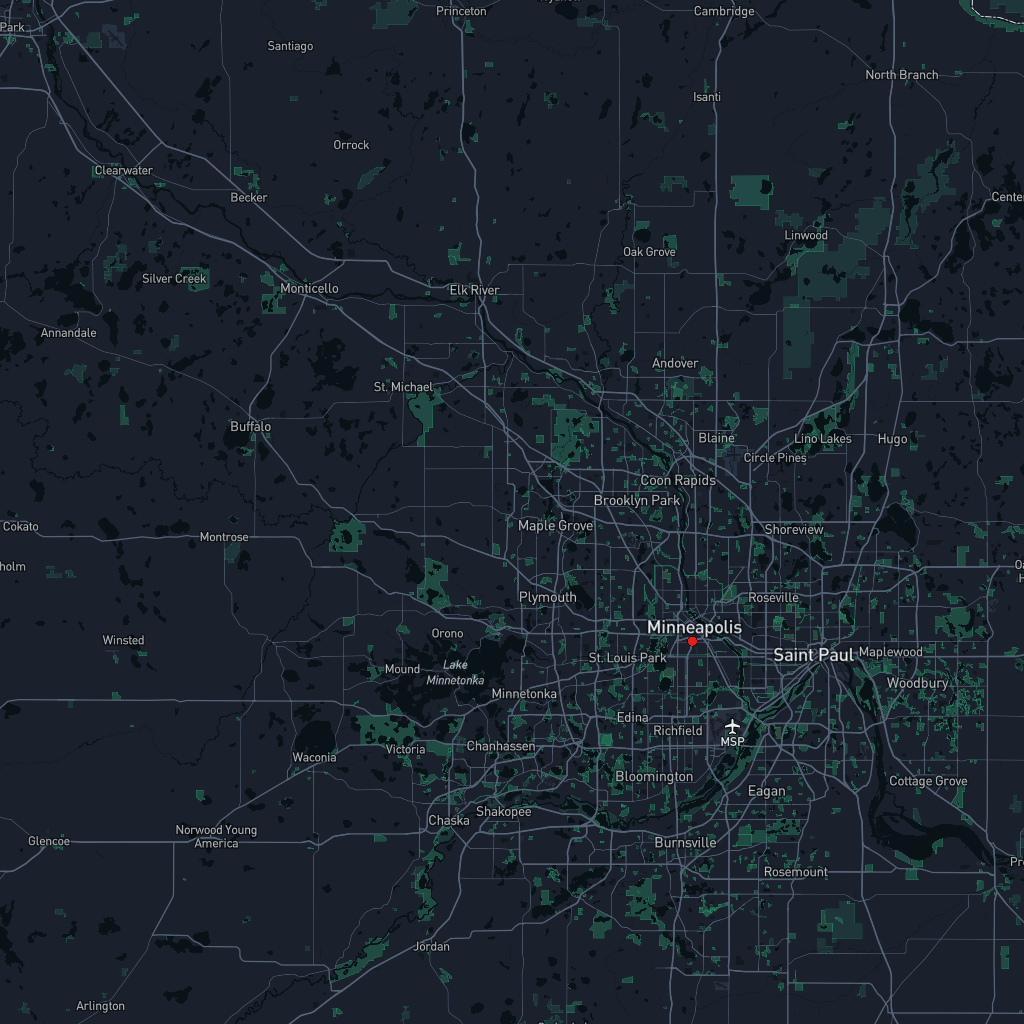 Princeton
Cambridge
Park
Santiago
North Branch
Isanti
Orrock
Clearwater
Becker
Center
Linwood
Oak Grove
Silver Creek
Monticello
Elk River
Annandale
Andover
St. Michael
Buffalo
Blaine
Lino Lakes
Hugo
Circle Pines
Coon Rapids
Brooklyn Park
Cokato
Maple Grove
Shoreview
Montrose
holm
Oa
H
Plymouth
Roseville
Minneapolis
Winsted
Orono
Saint Paul
Maplewood
St. Louis Park
Mound
Lake
Minnetonka
Woodbury
Minnetonka
Edina
Richfield
MSP
Chanhassen
Victoria
Waconia
Bloomington
Cottage Grove
Eagan
Shakopee
Chaska
Norwood Young
America
Glencoe
Burnsville
Pre
Rosemount
Jordan
Arlington